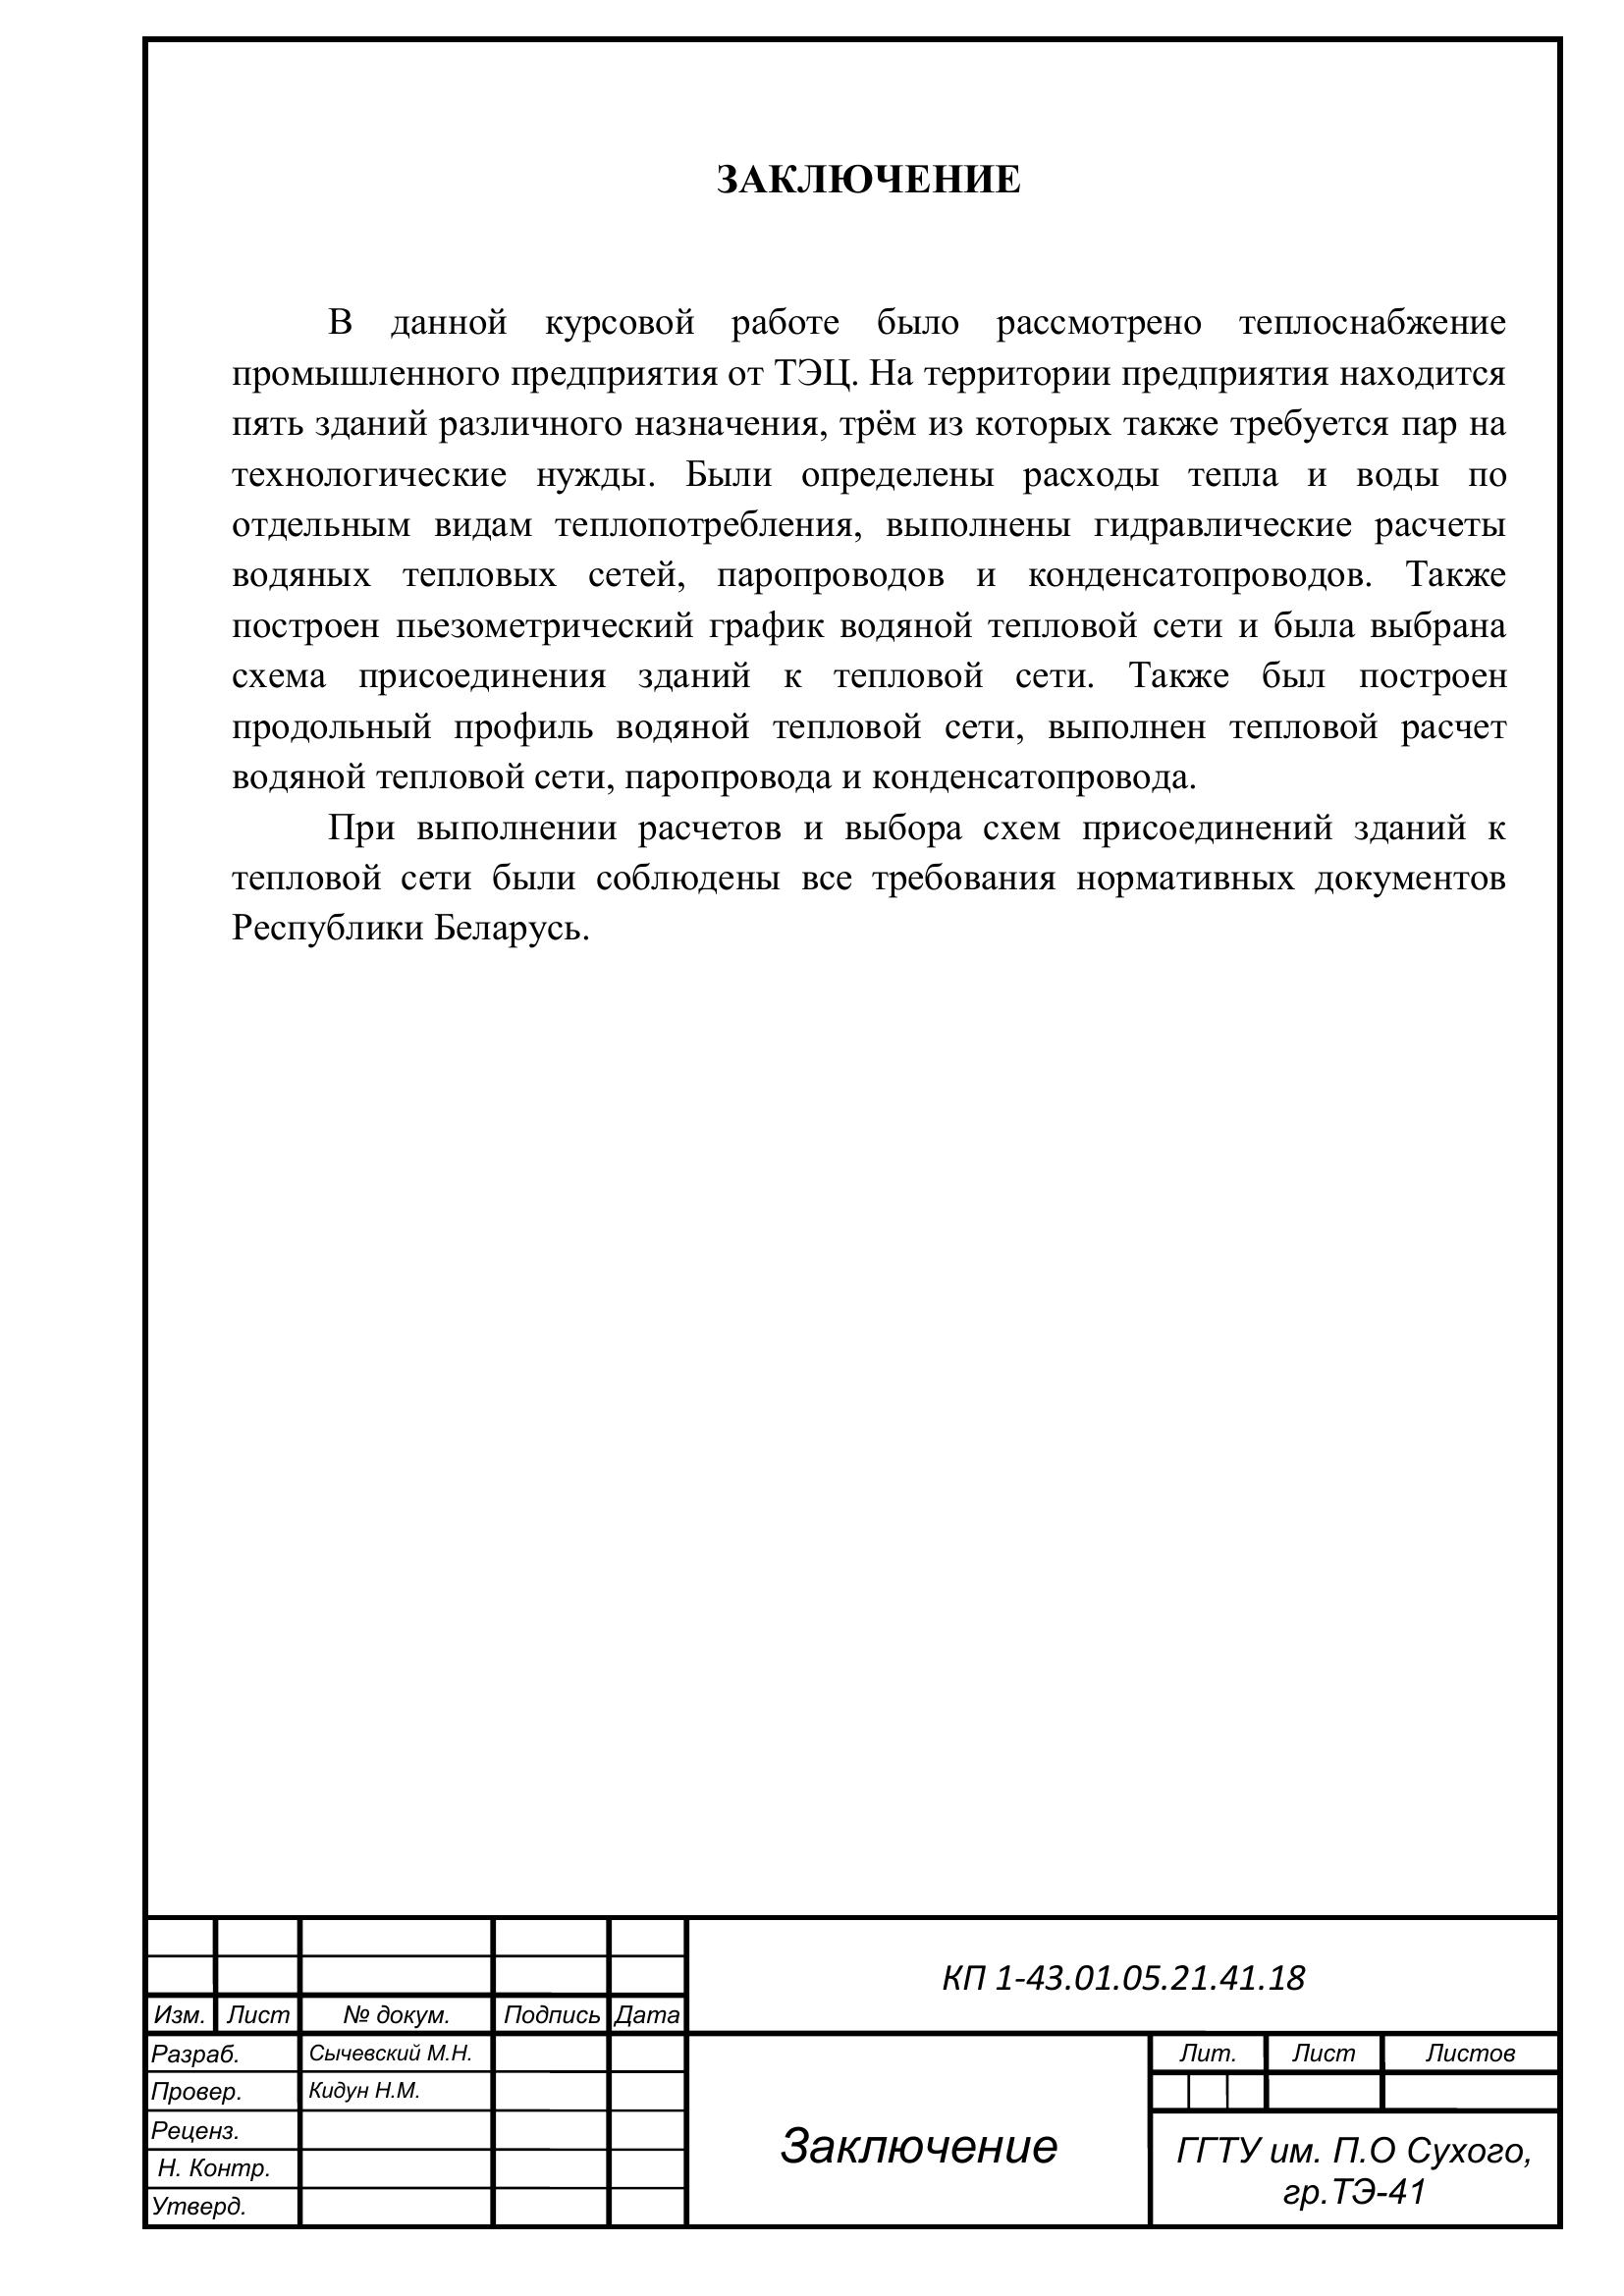 ЗАКЛЮЧЕНИЕ
В данной курсовой работе было рассмотрено теплоснабжение
промышленного предприятия от ТЭЦ. На территории предприятия находится
пять зданий различного назначения, трём из которых также требуется пар на
технологические нужды. Были определены расходы тепла и воды по
отдельным видам теплопотребления, выполнены гидравлические расчеты
водяных тепловых сетей, паропроводов и конденсатопроводов. Также
построен пьезометрический график водяной тепловой сети и была выбрана
схема присоединения зданий к тепловой сети. Также был построен
продольный профиль водяной тепловой сети, выполнен тепловой расчет
водяной тепловой сети, паропровода и конденсатопровода.
При выполнении расчетов и выбора схем присоединений зданий к
тепловой сети были соблюдены все требования нормативных документов
Республики Беларусь.
КП 1-43.01.05.21.41.18
Изм. Лист № докум. Подпись Дата
Разраб. Сычевский М.Н.
Провер. Кидун Н.М.
Реценз.
Н. Контр.
Утверд.
Заключение
Лит. Лист Листов
ГГТУ им. П.О Сухого,
гр.ТЭ-41